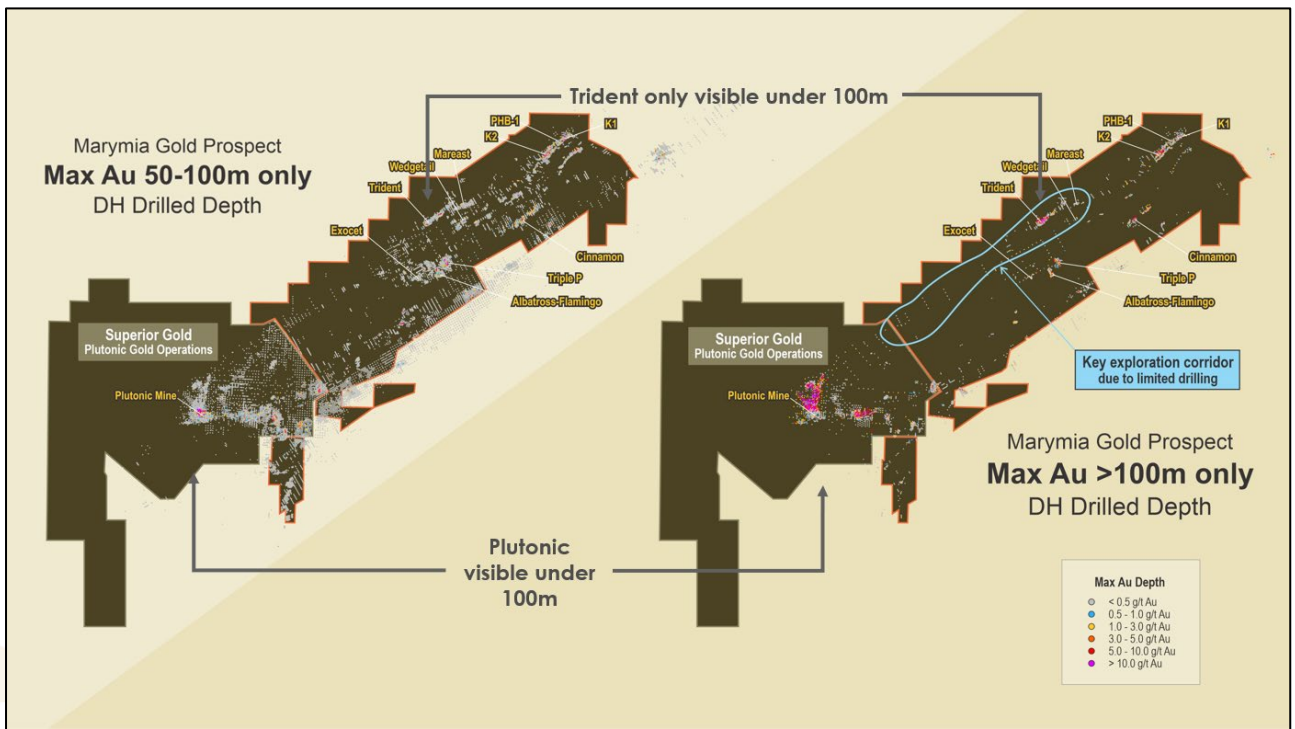 Trident only visible under 100m
Marymia Gold Prospect
Max Au 50-100m only
DH Drilled Depth
PHB-1
K1
K2
Mareast
Wedgetail
Trident
Exocet
Cinnamon
Triple P
Albatross-Flamingo
Superior Gold
Plutonic Gold Operations
Plutonic Mine
PHB-1
K1
K2
Mareast
Wedgetail
Trident
Exocet
Cinnamon
Triple P
Albatross-Flamingo
Superior Gold
Plutonic Gold Operations
Plutonic Mine
Key exploration corridor
due to limited drilling
Marymia Gold Prospect
Max Au >100m only
DH Drilled Depth
Plutonic
visible under
100m
Max Au Depth
< 0.5 g/t Au
0.5 - 1.0 g/t Au
1.0 - 3.0 g/t Au
3.0 - 5.0 g/t Au
5.0 - 10.0 g/t Au
> 10.0 g/t Au